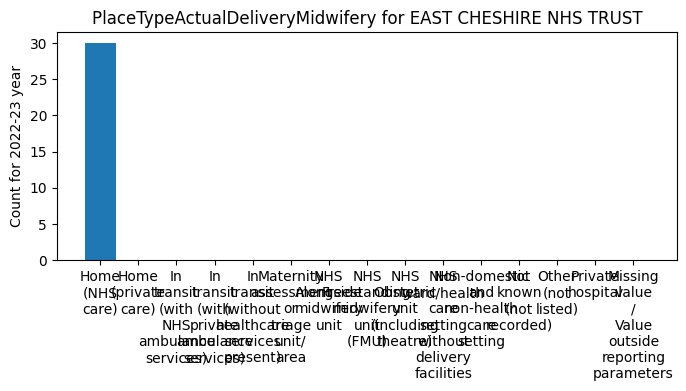 PlaceTypeActualDeliveryMidwifery for EAST CHESHIRE NHS TRUST
Count for 2022-23 year
30
25
20
15
10
5
0
Home
(NHS
care)
Home
(private
care)
In
transit
(with
NHS
ambulance
services)
In
transit
(with
private
ambulance
services)
In
transit
(without
healthcare
services
present)
Maternity
assessment
or
triage
unit/
area
NHS
Alongside
midwifery
unit
NHS
Freestanding
midwifery
unit
(FMU)
NHS
Obstetric
unit
(including
theatre)
NHS
ward/health
care
setting
without
delivery
facilities
Non-domestic
and
non-health
care
setting
Not
known
(not
recorded)
Other
(not
listed)
Private
hospital
Missing
value
/
Value
outside
reporting
parameters